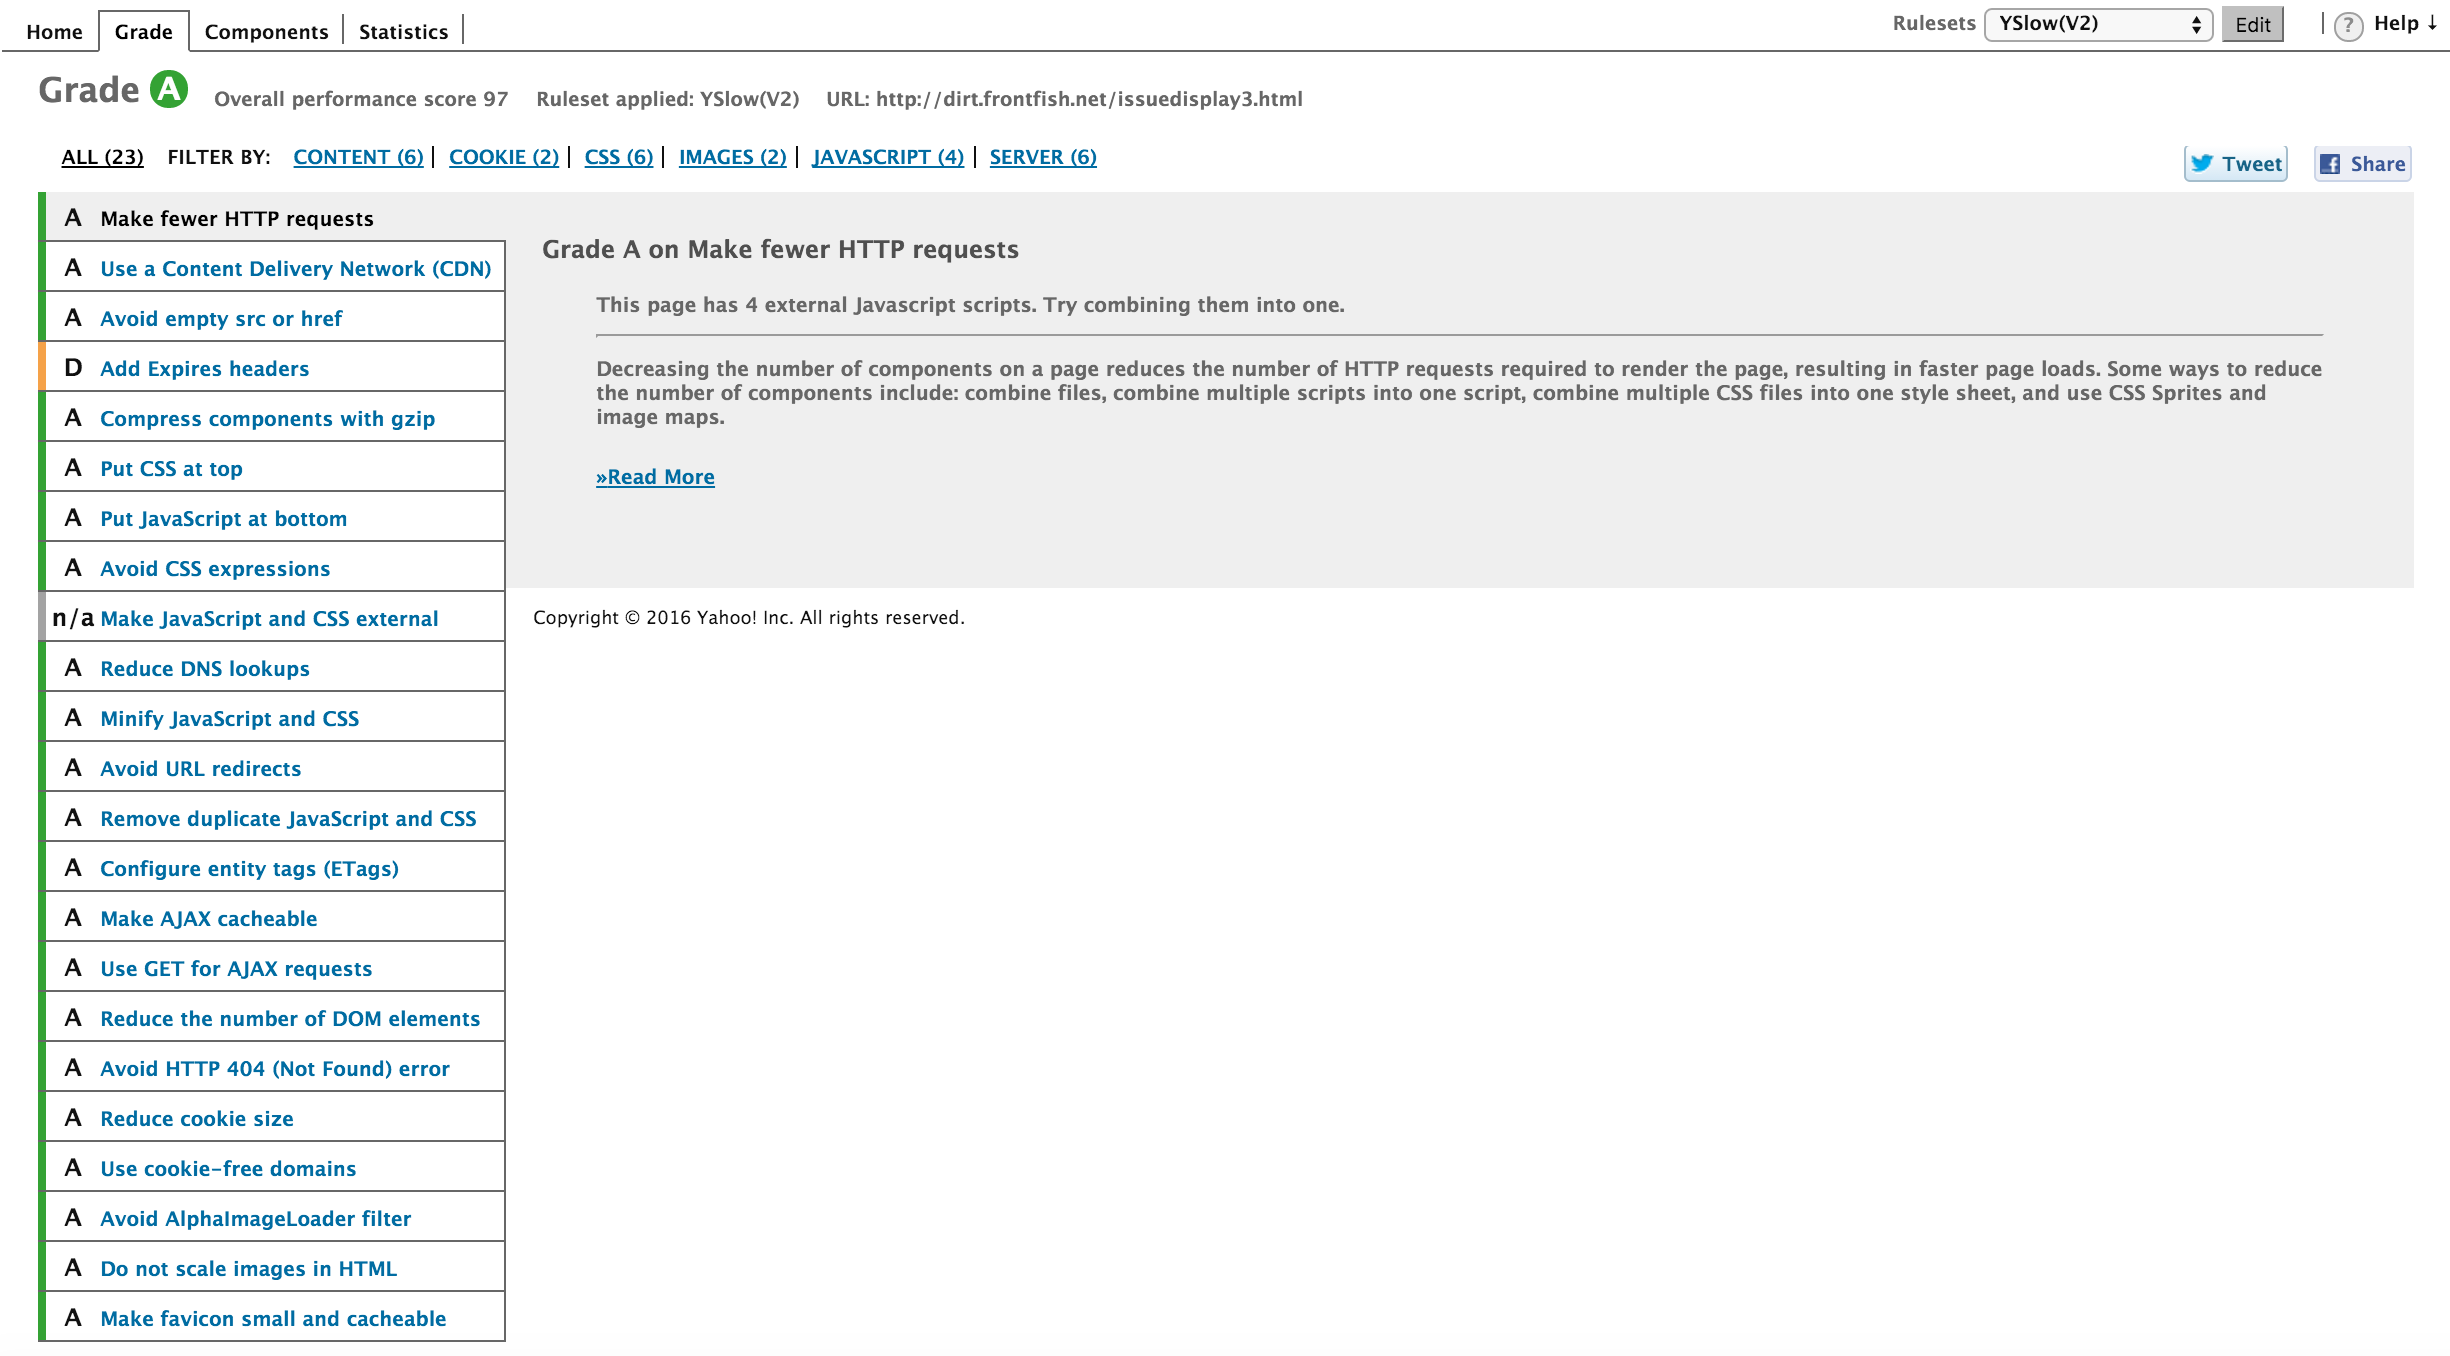 Home Grade Components Statistics Rulesets YSlow(V2) Edit ? Help ↓
Grade A Overall performance score 97 Ruleset applied: YSlow(V2) URL: http://dirt.frontfish.net/issuedisplay3.html
ALL (23) FILTER BY: CONTENT (6) | COOKIE (2) | CSS (6) | IMAGES (2) | JAVASCRIPT (4) | SERVER (6)
Tweet Share
A Make fewer HTTP requests
A Use a Content Delivery Network (CDN)
A Avoid empty src or href
D Add Expires headers
A Compress components with gzip
A Put CSS at top
A Put JavaScript at bottom
A Avoid CSS expressions
n/a Make JavaScript and CSS external
A Reduce DNS lookups
A Minify JavaScript and CSS
A Avoid URL redirects
A Remove duplicate JavaScript and CSS
A Configure entity tags (ETags)
A Make AJAX cacheable
A Use GET for AJAX requests
A Reduce the number of DOM elements
A Avoid HTTP 404 (Not Found) error
A Reduce cookie size
A Use cookie-free domains
A Avoid AlphaImageLoader filter
A Do not scale images in HTML
A Make favicon small and cacheable
Grade A on Make fewer HTTP requests
This page has 4 external Javascript scripts. Try combining them into one.
Decreasing the number of components on a page reduces the number of HTTP requests required to render the page, resulting in faster page loads. Some ways to reduce
the number of components include: combine files, combine multiple scripts into one script, combine multiple CSS files into one style sheet, and use CSS Sprites and
image maps.
»Read More
Copyright © 2016 Yahoo! Inc. All rights reserved.